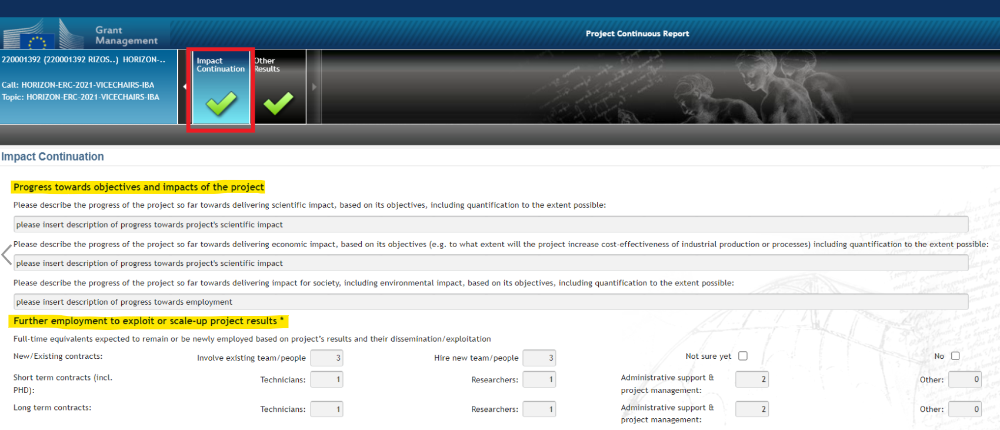 Grant
Management
Project Continuous Report
220001392 (220001392 RIZOS..) HORIZON-..
Call: HORIZON-ERC-2021-VICECHAIRS-IBA
Topic: HORIZON-ERC-2021-VICECHAIRS-IBA
Impact
Continuation
Other
Results
Impact Continuation
Progress towards objectives and impacts of the project
Please describe the progress of the project so far towards delivering scientific impact, based on its objectives, including quantification to the extent possible:
please insert description of progress towards project's scientific impact
Please describe the progress of the project so far towards delivering economic impact, based on its objectives (e.g. to what extent will the project increase cost-effectiveness of industrial production or processes) including quantification to the extent possible:
please insert description of progress towards project's scientific impact
Please describe the progress of the project so far towards delivering impact for society, including environmental impact, based on its objectives, including quantification to the extent possible:
please insert description of progress towards employment
Further employment to exploit or scale-up project results *
Full-time equivalents expected to remain or be newly employed based on project's results and their dissemination/exploitation
New/Existing contracts: Involve existing team/people 3 Hire new team/people 3 Not sure yet No
Short term contracts (incl. PHD): Technicians: 1 Researchers: 1 Administrative support & project management: 2 Other: 0
Long term contracts: Technicians: 1 Researchers: 1 Administrative support & project management: 2 Other: 0